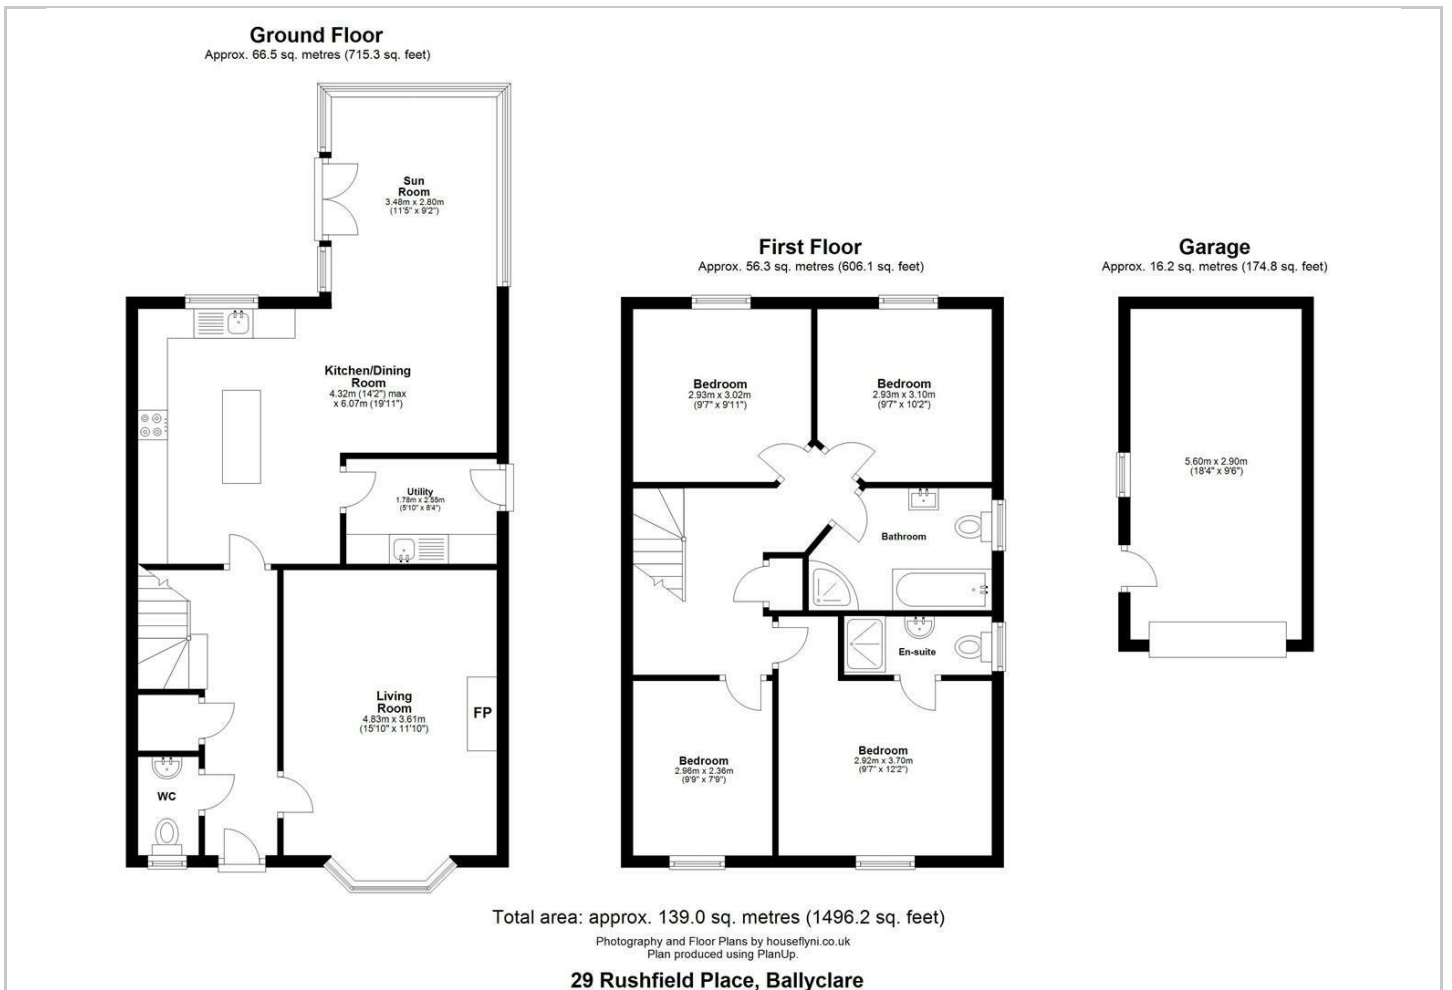 Ground Floor
Approx. 66.5 sq. metres (715.3 sq. feet)
Sun
Room
3.48m x 2.80m
(11'5" x 9'2")
Kitchen/Dining
Room
4.32m (14'2") max
x 6.07m (19'11")
Utility
1.78m x 2.55m
(5'10" x 8'4")
Living
Room
4.83m x 3.61m
(15'10" x 11'10")
FP
WC
First Floor
Approx. 56.3 sq. metres (606.1 sq. feet)
Bedroom
2.93m x 3.02m
(9'7" x 9'11")
Bedroom
2.93m x 3.10m
(9'7" x 10'2")
Bathroom
En-suite
Bedroom
2.96m x 2.36m
(9'9" x 7'9")
Bedroom
2.92m x 3.70m
(9'7" x 12'2")
Garage
Approx. 16.2 sq. metres (174.8 sq. feet)
5.60m x 2.90m
(18'4" x 9'6")
Total area: approx. 139.0 sq. metres (1496.2 sq. feet)
Photography and Floor Plans by houseflyni.co.uk
Plan produced using PlanUp.
29 Rushfield Place, Ballyclare